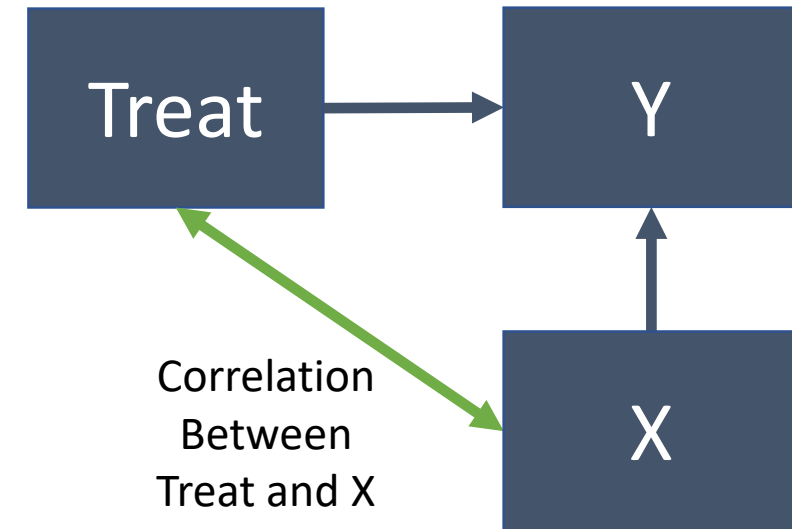 Treat
Y
Correlation
Between
Treat and X
X